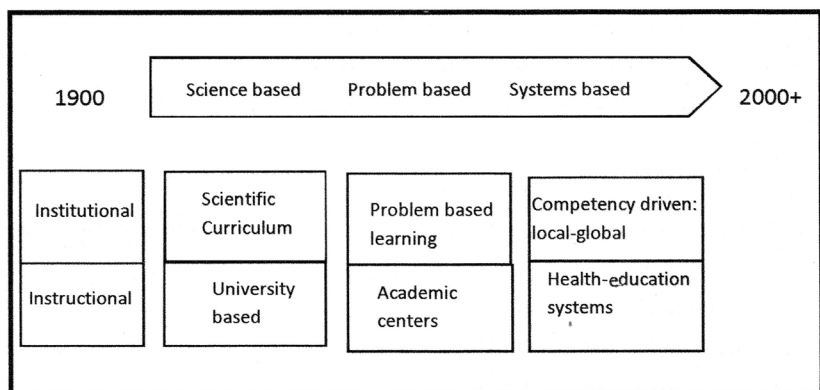 1900
Science based
Problem based
Systems based
2000+
Institutional
Scientific
Curriculum
Problem based
learning
Competency driven:
local-global
Instructional
University
based
Academic
centers
Health-education
systems